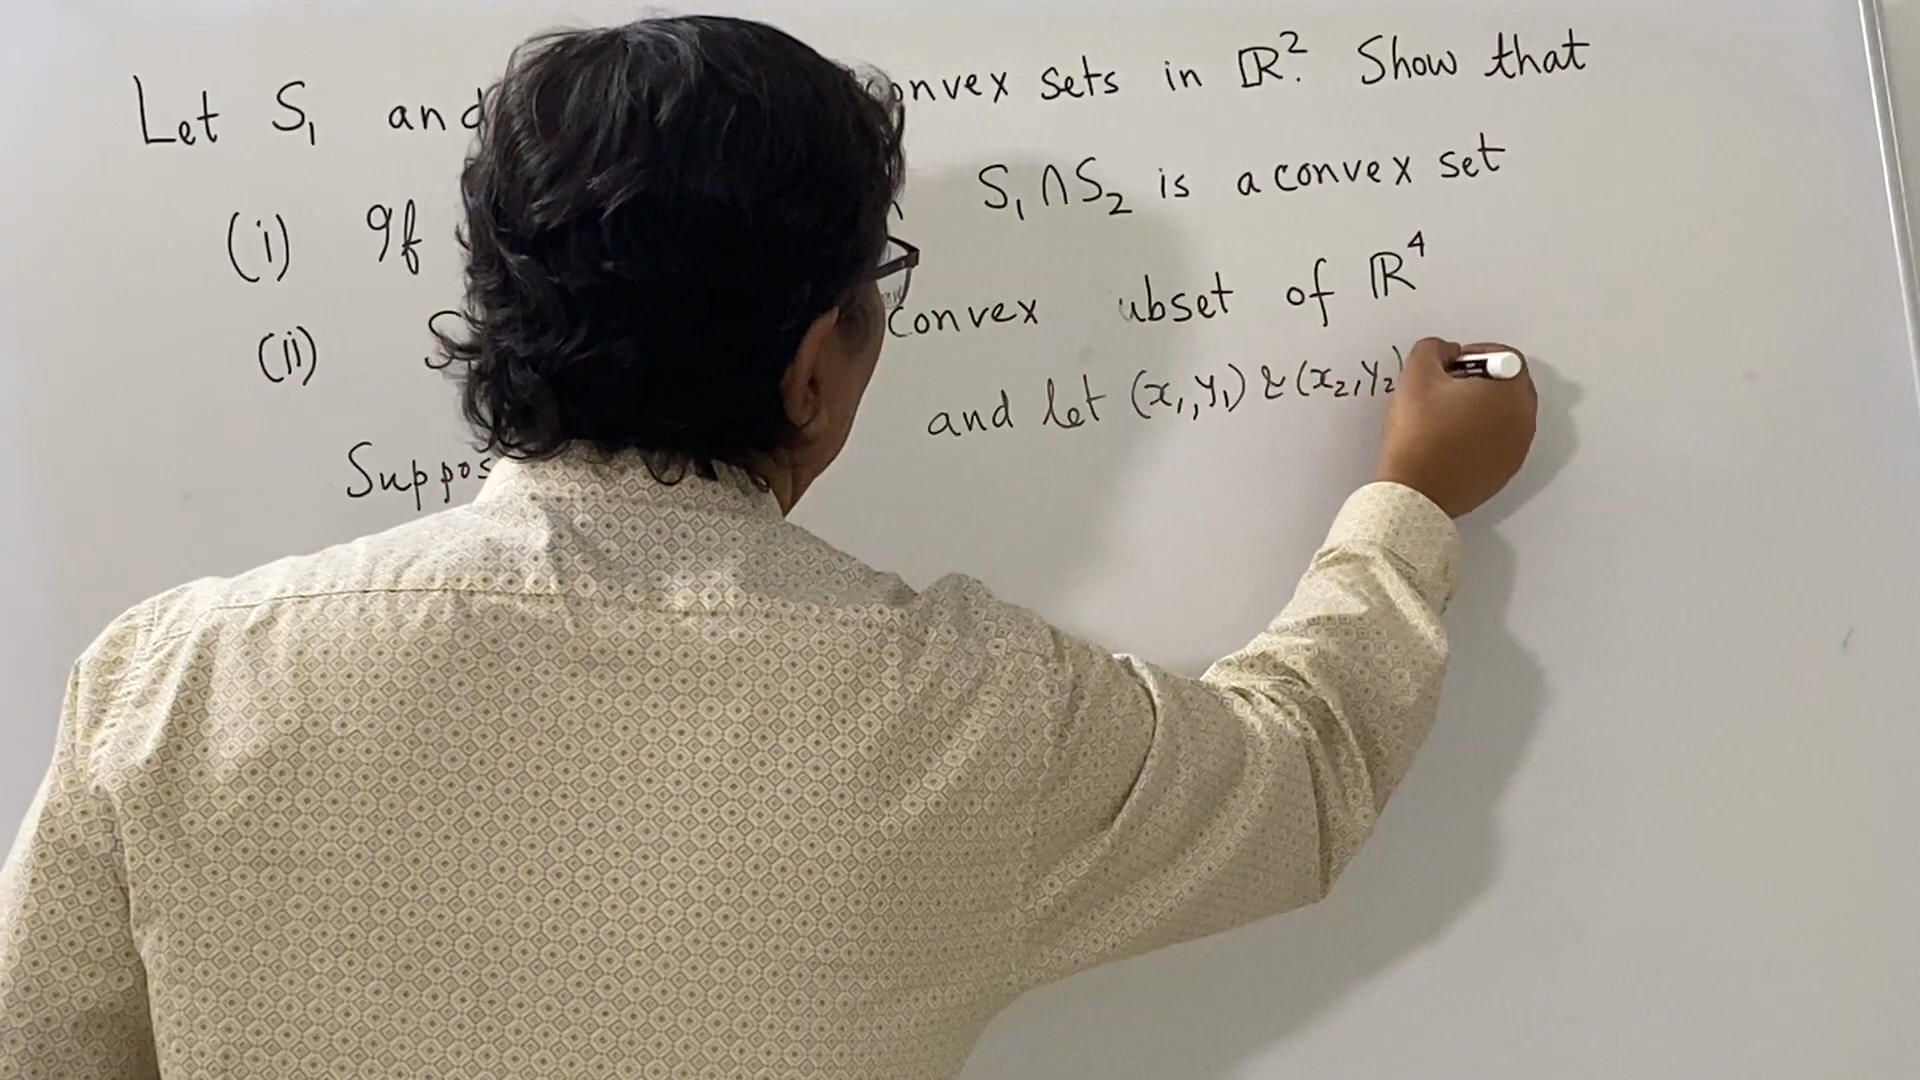 Let S₁ and convex sets in ℝ². Show that
(i) If S₁∩S₂ is a convex set
(ii) S convex ubset of ℝ⁴
and let (x₁,y₁) & (x₂,y₂)
Suppos